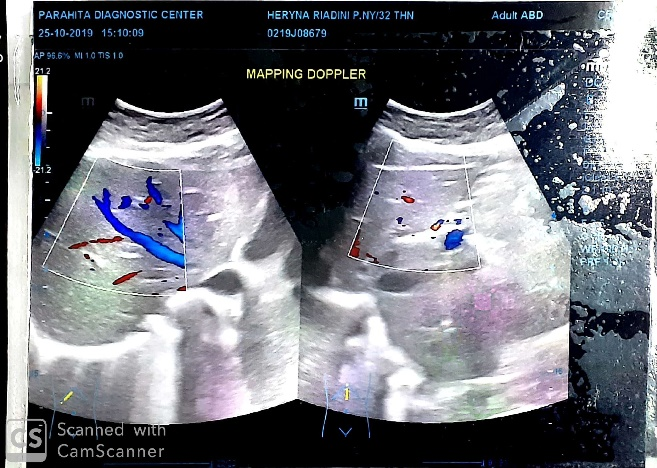 PARAHITA DIAGNOSTIC CENTER
HERYNA RIADINI P.NY/32 THN
Adult ABD
25-10-2019 15:10:09
0219J08679
AP 96.6% MI 1.0 TIS 1.0
21.2
MAPPING DOPPLER
m
m
-21.2
CS Scanned with
CamScanner